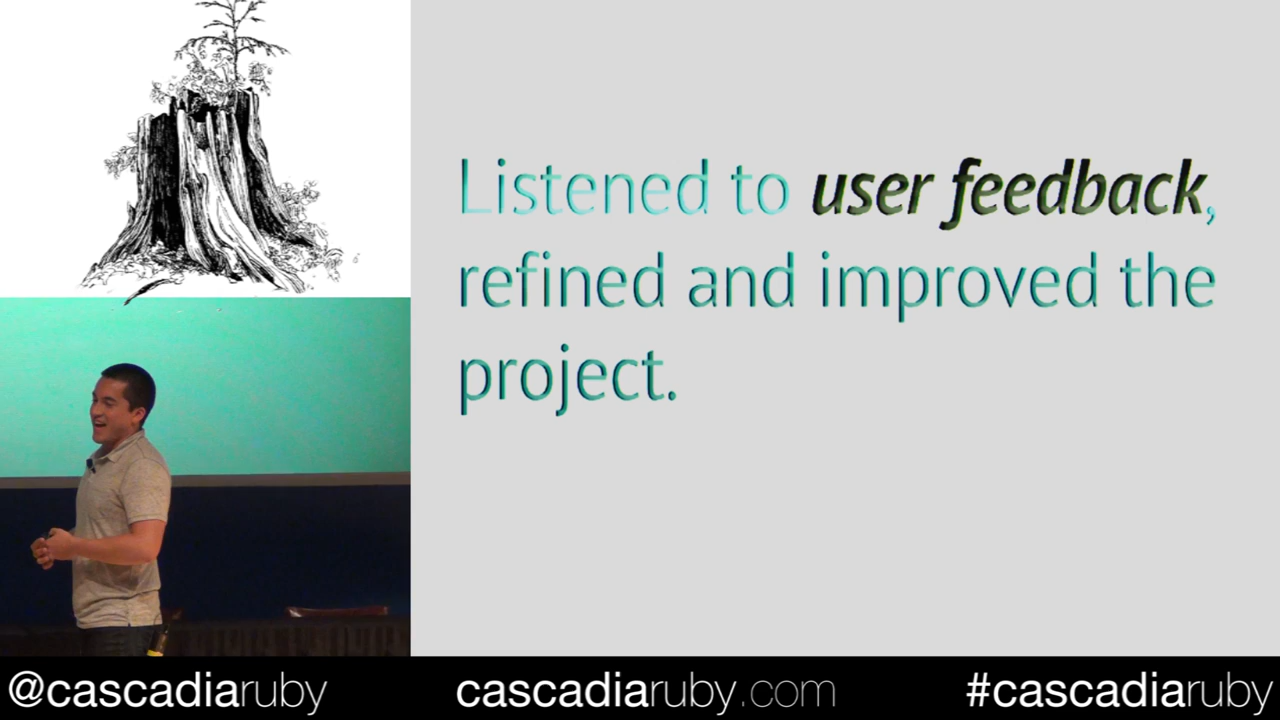 Listened to user feedback,
refined and improved the
project.
@cascadiaruby
cascadiaruby.com
#cascadiaruby